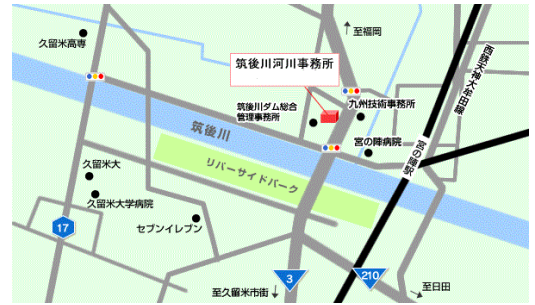 至福岡
久留米高専
西鉄天神大牟田線
筑後川河川事務所
筑後川ダム総合
管理事務所
九州技術事務所
筑後川
宮の陣病院
宮の陣駅
リバーサイドパーク
久留米大
久留米大学病院
セブンイレブン
17
3
210
至久留米市街
至日田